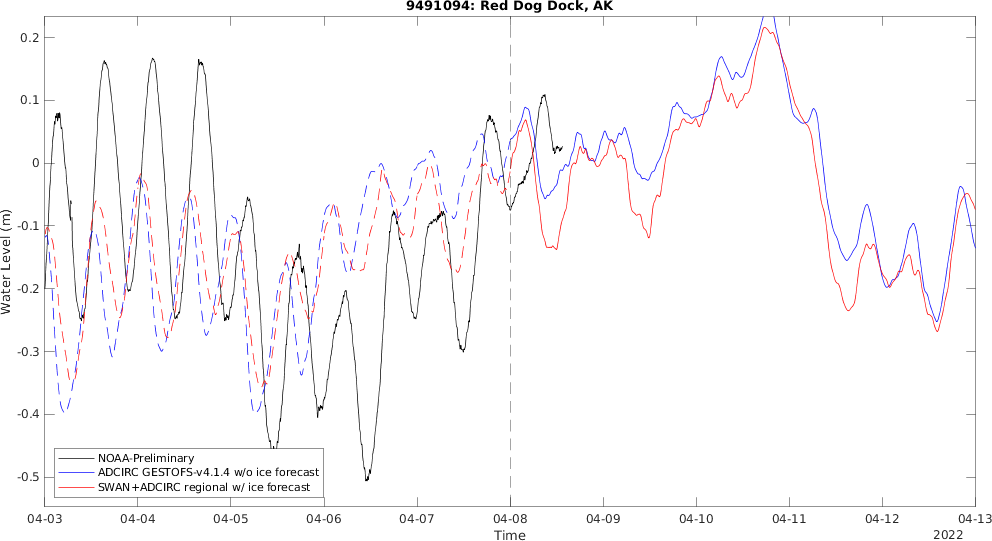 9491094: Red Dog Dock, AK
Water Level (m)
0.2
0.1
0
-0.1
-0.2
-0.3
-0.4
-0.5
NOAA-Preliminary
ADCIRC GESTOFS-v4.1.4 w/o ice forecast
SWAN+ADCIRC regional w/ ice forecast
04-03 04-04 04-05 04-06 04-07 04-08 04-09 04-10 04-11 04-12 04-13
Time
2022